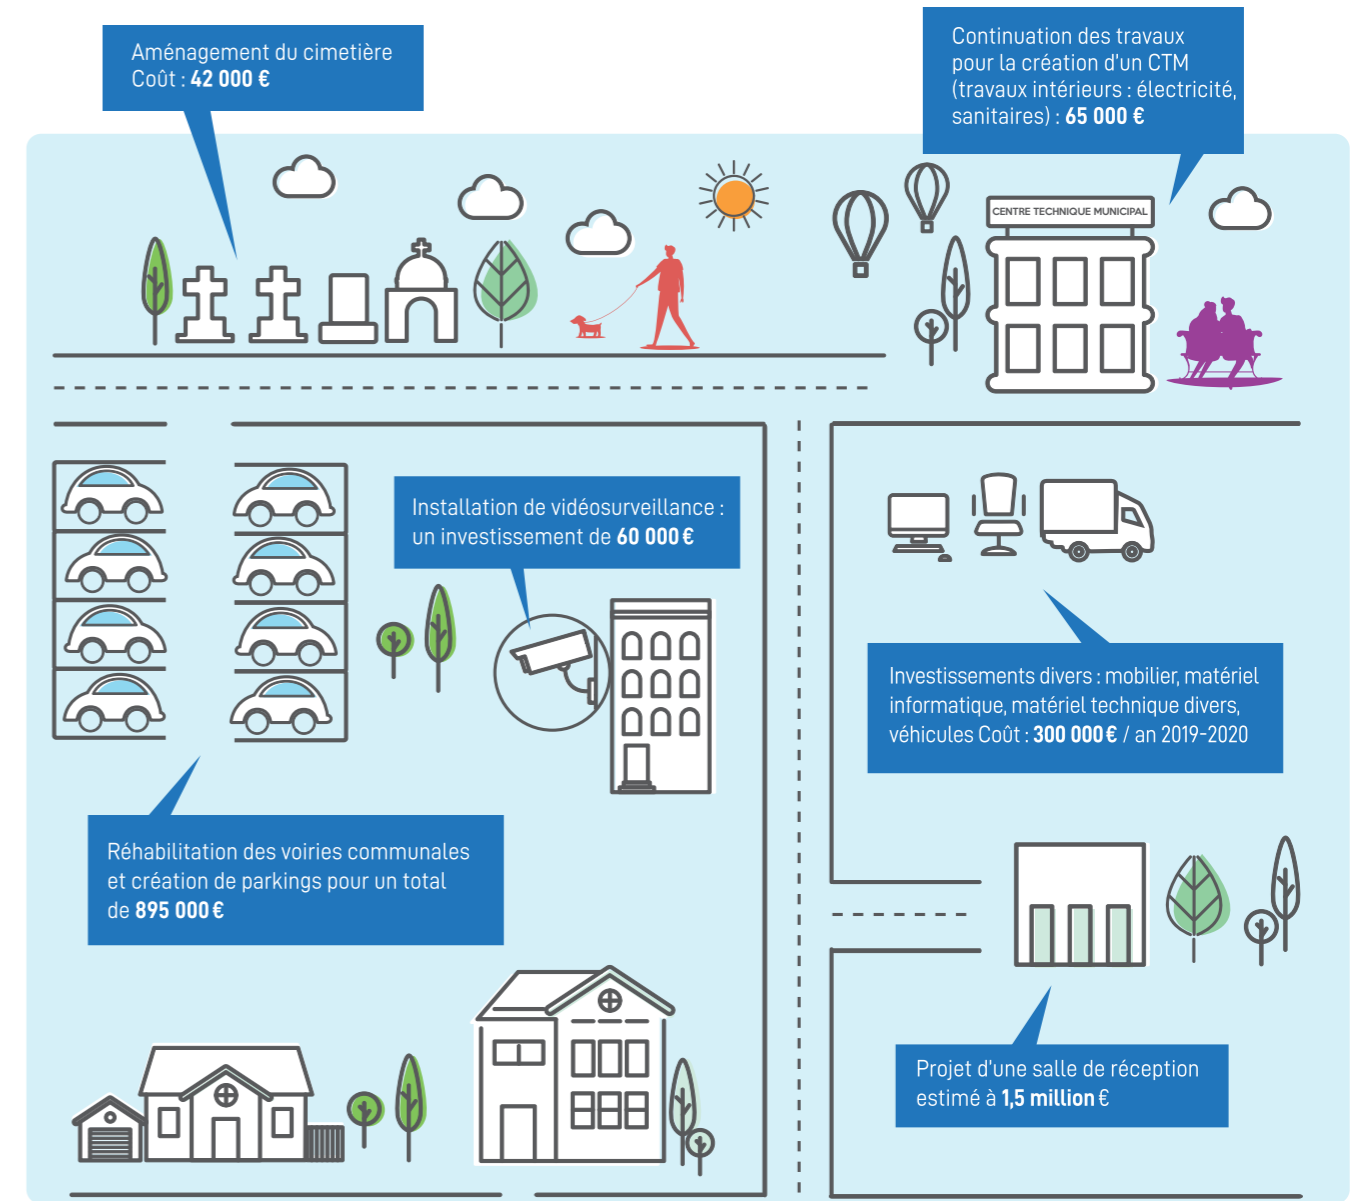 Aménagement du cimetière
Coût : 42 000 €
Continuation des travaux
pour la création d'un CTM
(travaux intérieurs : électricité,
sanitaires) : 65 000 €
CENTRE TECHNIQUE MUNICIPAL
Installation de vidéosurveillance :
un investissement de 60 000 €
Investissements divers : mobilier, matériel
informatique, matériel technique divers,
véhicules Coût : 300 000 € / an 2019-2020
Réhabilitation des voiries communales
et création de parkings pour un total
de 895 000 €
Projet d'une salle de réception
estimé à 1,5 million €